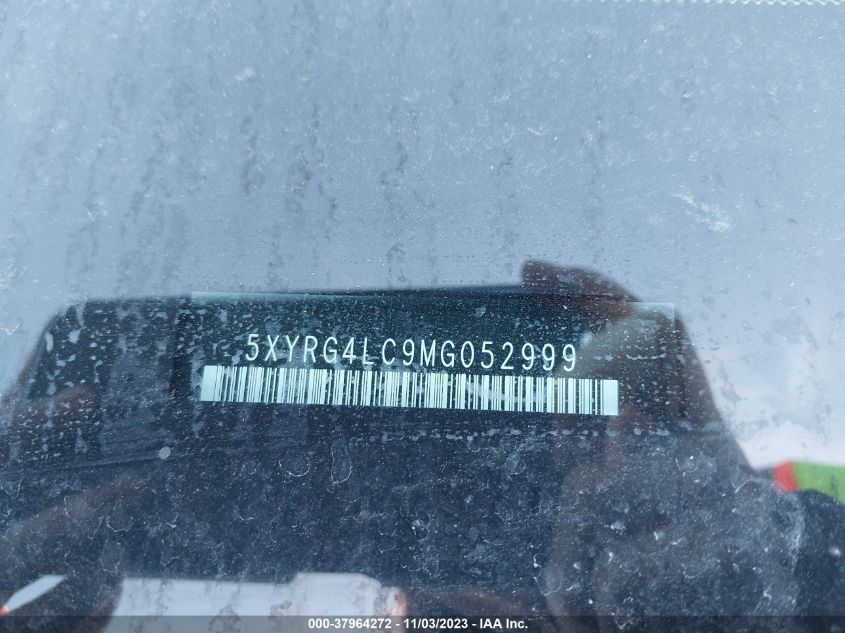 5XYRG4LC9MG052999
000-37964272 - 11/03/2023 - IAA Inc.